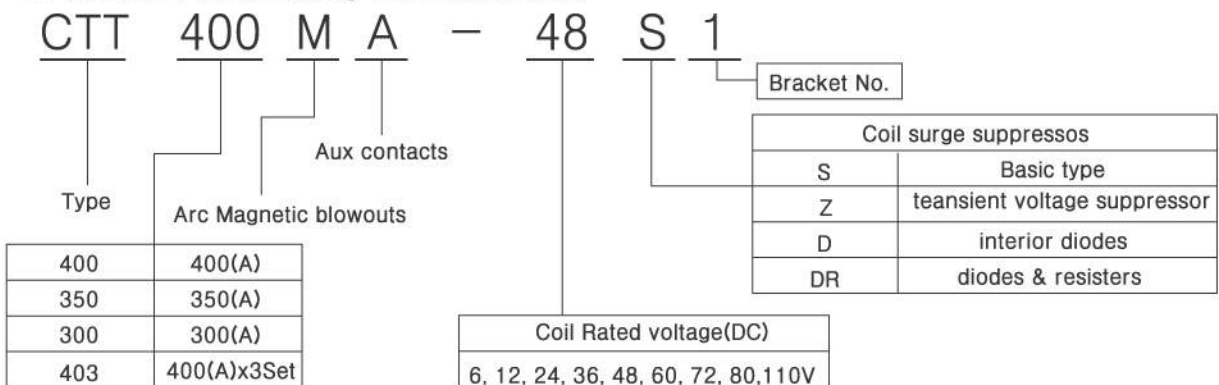 CTT 400 M A - 48 S 1
Bracket No.
Coil surge suppressos
S Basic type
Z teansient voltage suppressor
D interior diodes
DR diodes & resisters
Aux contacts
Type
Arc Magnetic blowouts
400 400(A)
350 350(A)
300 300(A)
403 400(A)x3Set
Coil Rated voltage(DC)
6, 12, 24, 36, 48, 60, 72, 80,110V